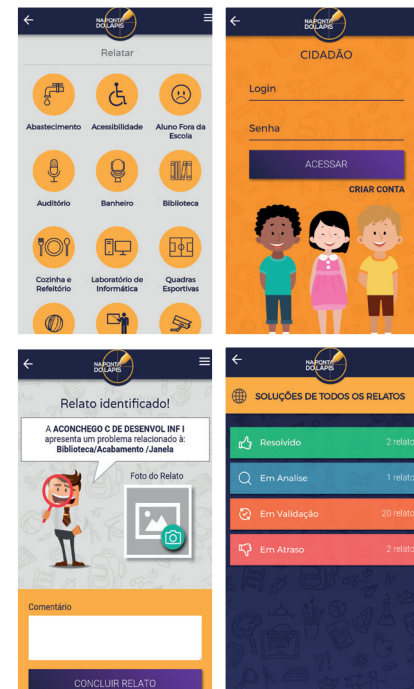 NA PONTA
DO LÁPIS
Relatar
Abastecimento
Acessibilidade
Aluno Fora da
Escola
Auditório
Banheiro
Biblioteca
Cozinha e
Refeitório
Laboratório de
Informática
Quadras
Esportivas
NA PONTA
DO LÁPIS
CIDADÃO
Login
Senha
ACESSAR
CRIAR CONTA
NA PONTA
DO LÁPIS
Relato identificado!
A ACONCHEGO C DE DESENVOL INF I
apresenta um problema relacionado à:
Biblioteca/Acabamento /Janela
Foto do Relato
Comentário
CONCLUIR RELATO
NA PONTA
DO LÁPIS
SOLUÇÕES DE TODOS OS RELATOS
Resolvido 2 relato
Em Analise 1 relato
Em Validação 20 relato
Em Atraso 2 relato